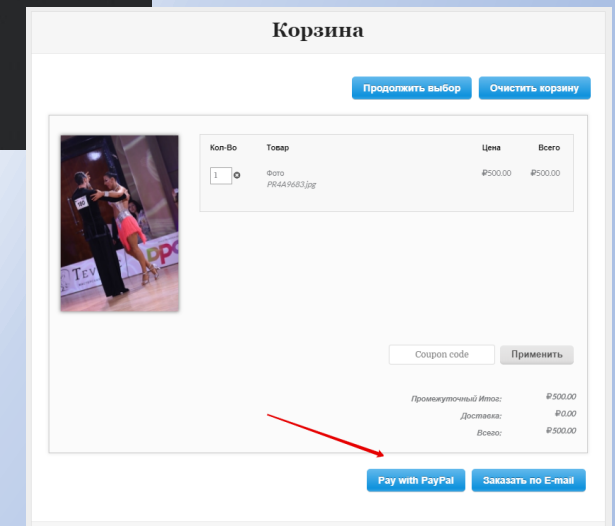 Корзина
Продолжить выбор Очистить корзину
Кол-Во Товар Цена Всего
1 Фото ₽500.00 ₽500.00
PR4A9683.jpg
TEV
Coupon code Применить
Промежуточный Итог: ₽500.00
Доставка: ₽0.00
Всего: ₽500.00
Pay with PayPal Заказать по E-mail